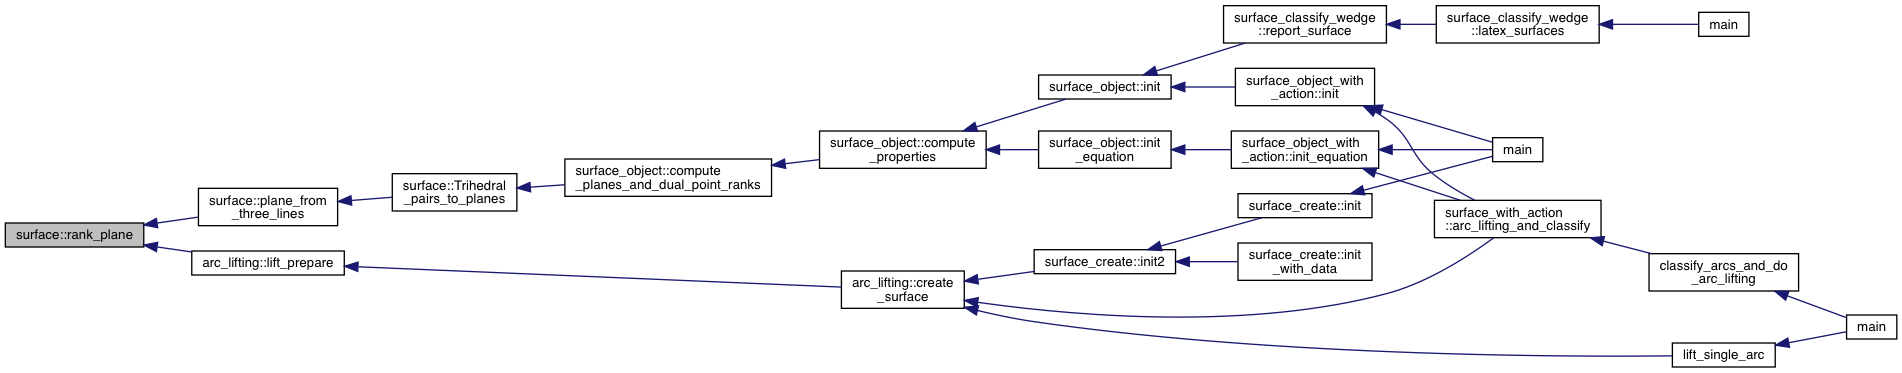 surface::rank_plane
surface::plane_from
_three_lines
arc_lifting::lift_prepare
surface::Trihedral
_pairs_to_planes
surface_object::compute
_planes_and_dual_point_ranks
surface_object::compute
_properties
arc_lifting::create
_surface
surface_object::init
surface_object::init
_equation
surface_create::init2
surface_classify_wedge
::report_surface
surface_object_with
_action::init
surface_object_with
_action::init_equation
surface_create::init
surface_create::init
_with_data
surface_classify_wedge
::latex_surfaces
main
main
surface_with_action
::arc_lifting_and_classify
classify_arcs_and_do
_arc_lifting
lift_single_arc
main